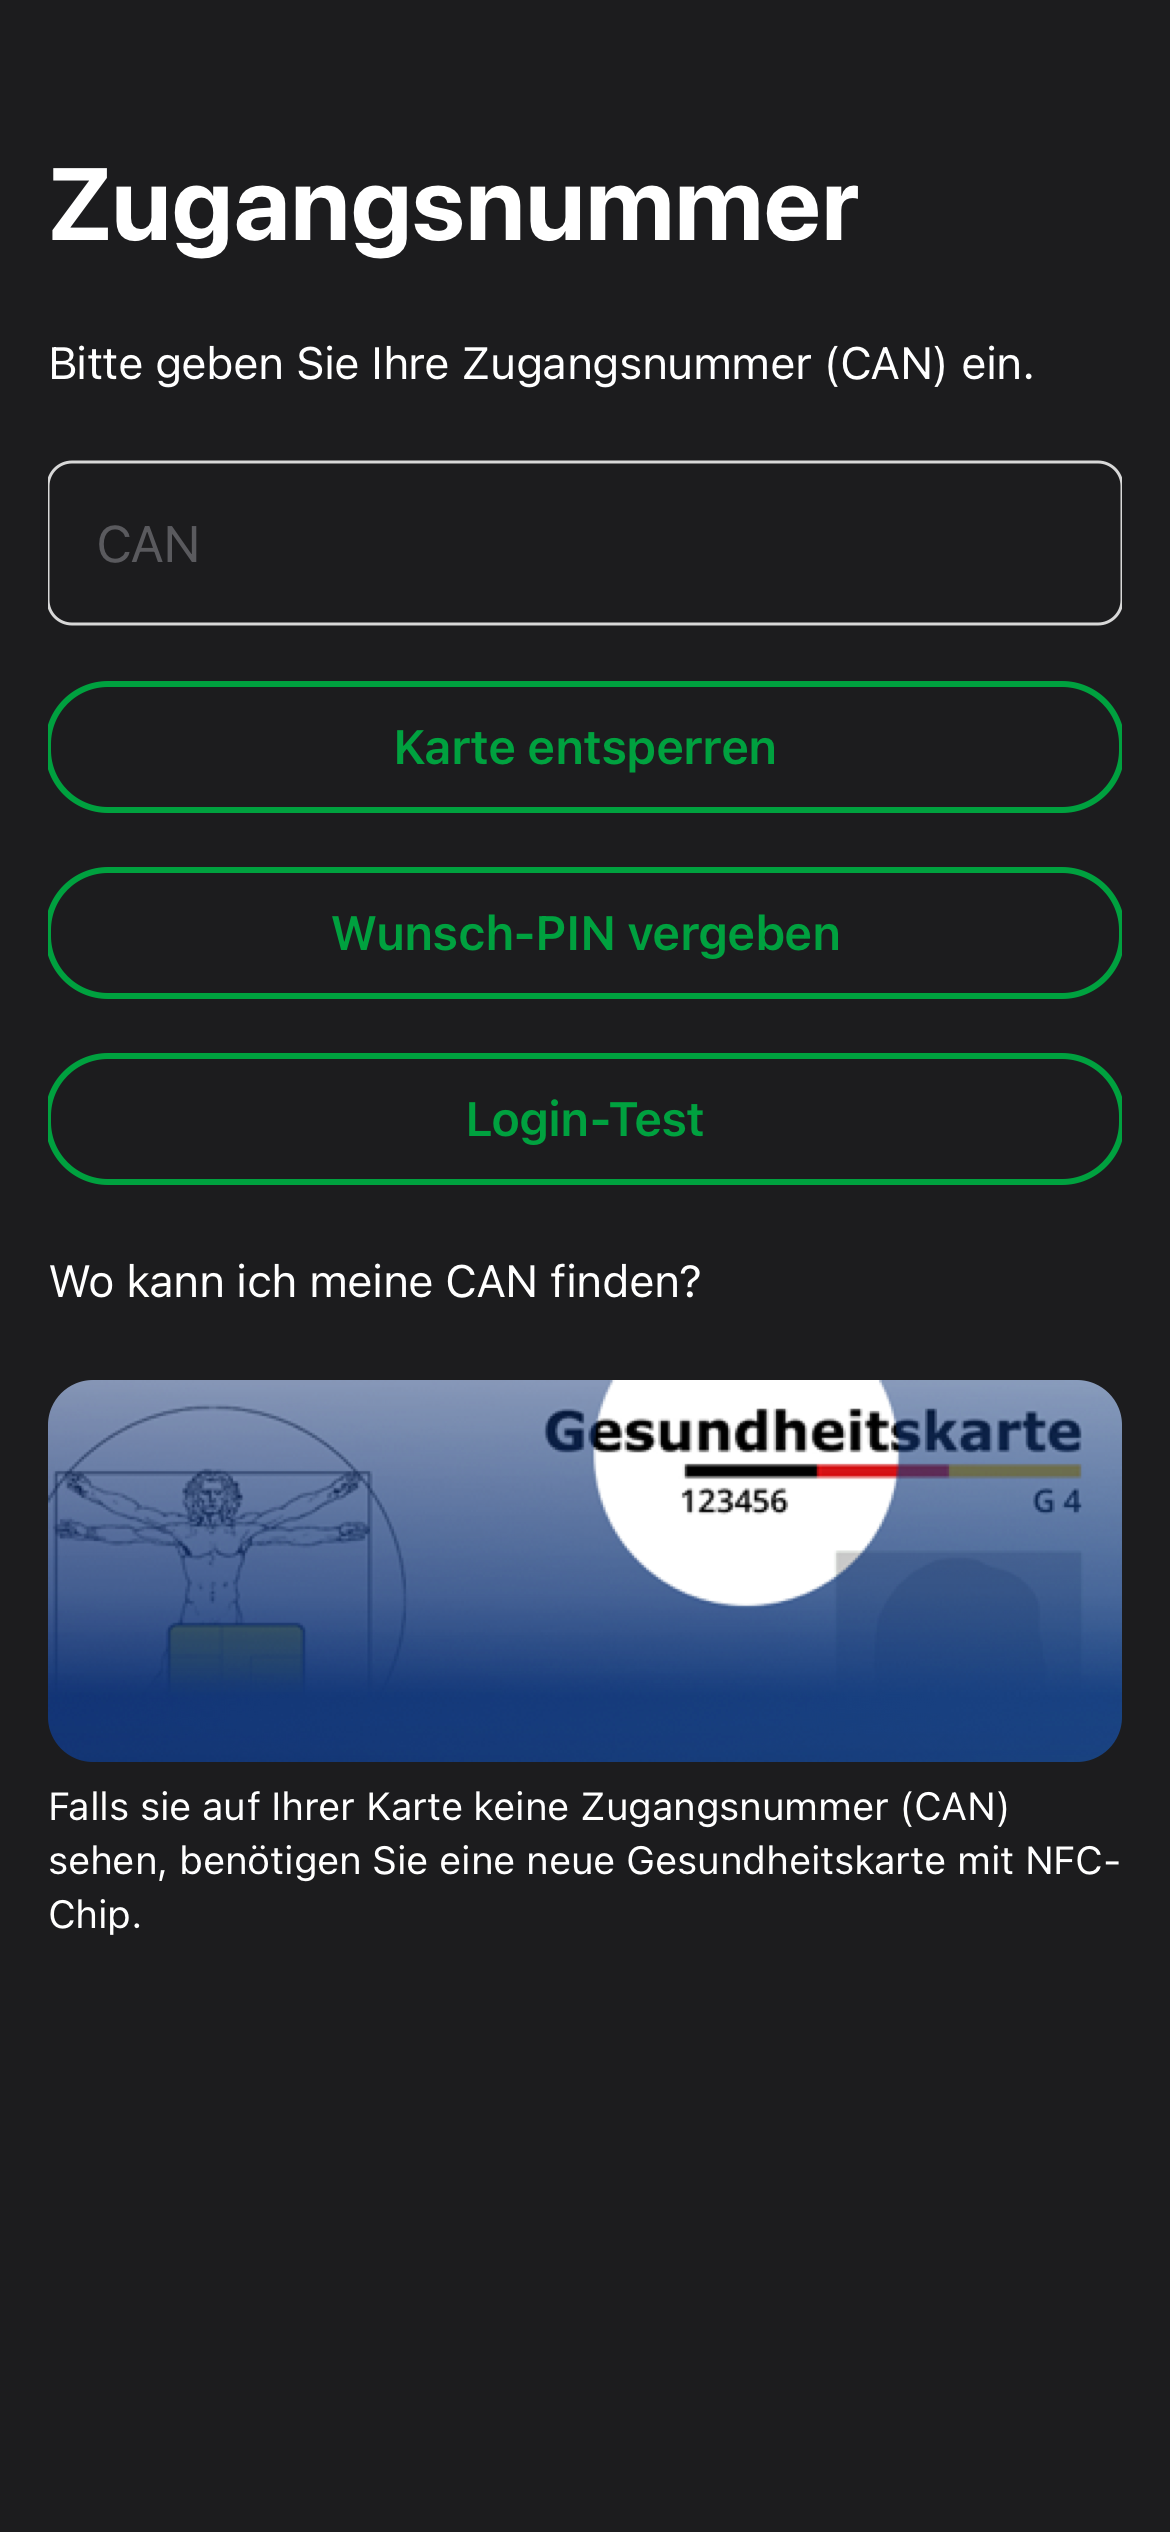 Zugangsnummer
Bitte geben Sie Ihre Zugangsnummer (CAN) ein.
CAN
Karte entsperren
Wunsch-PIN vergeben
Login-Test
Wo kann ich meine CAN finden?
Gesundheitskarte
123456 G 4
Falls sie auf Ihrer Karte keine Zugangsnummer (CAN)
sehen, benötigen Sie eine neue Gesundheitskarte mit NFC-
Chip.